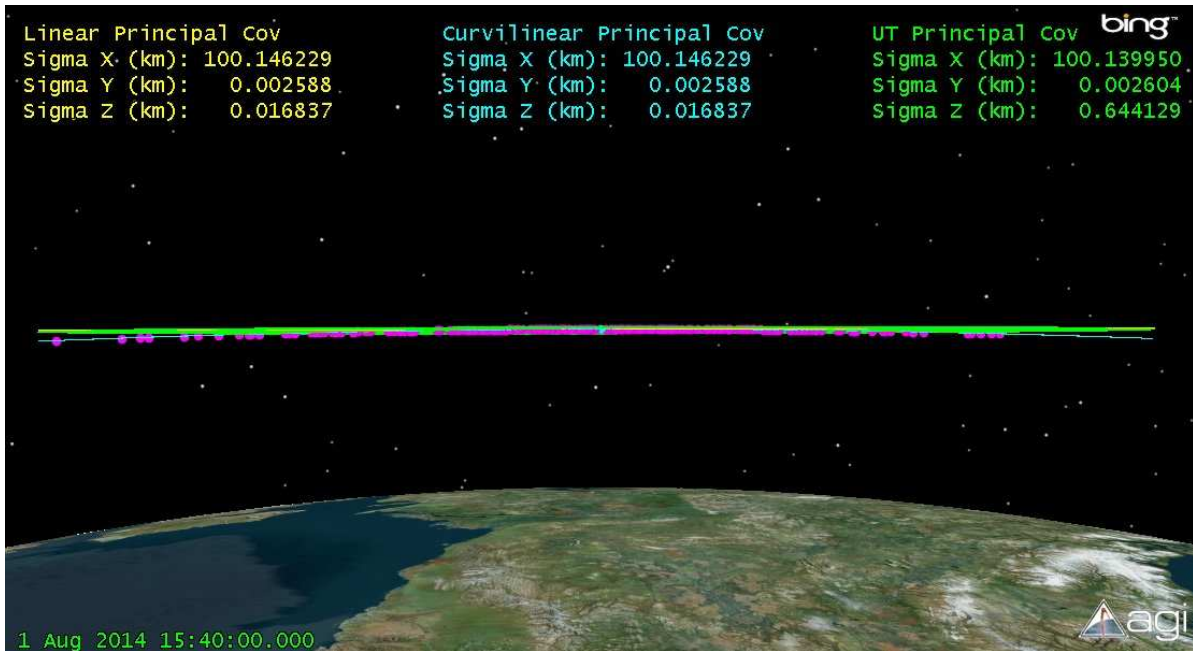 Linear Principal Cov
Sigma X (km): 100.146229
Sigma Y (km): 0.002588
Sigma Z (km): 0.016837
Curvilinear Principal Cov
Sigma X (km): 100.146229
Sigma Y (km): 0.002588
Sigma Z (km): 0.016837
UT Principal Cov
Sigma X (km): 100.139950
Sigma Y (km): 0.002604
Sigma Z (km): 0.644129
bing™
1 Aug 2014 15:40:00.000
agi